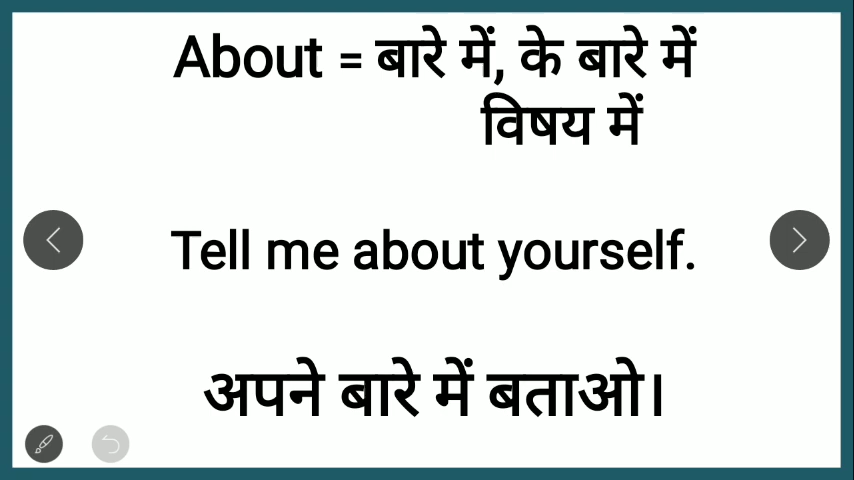 About = बारे में, के बारे में
विषय में
Tell me about yourself.
अपने बारे में बताओ।